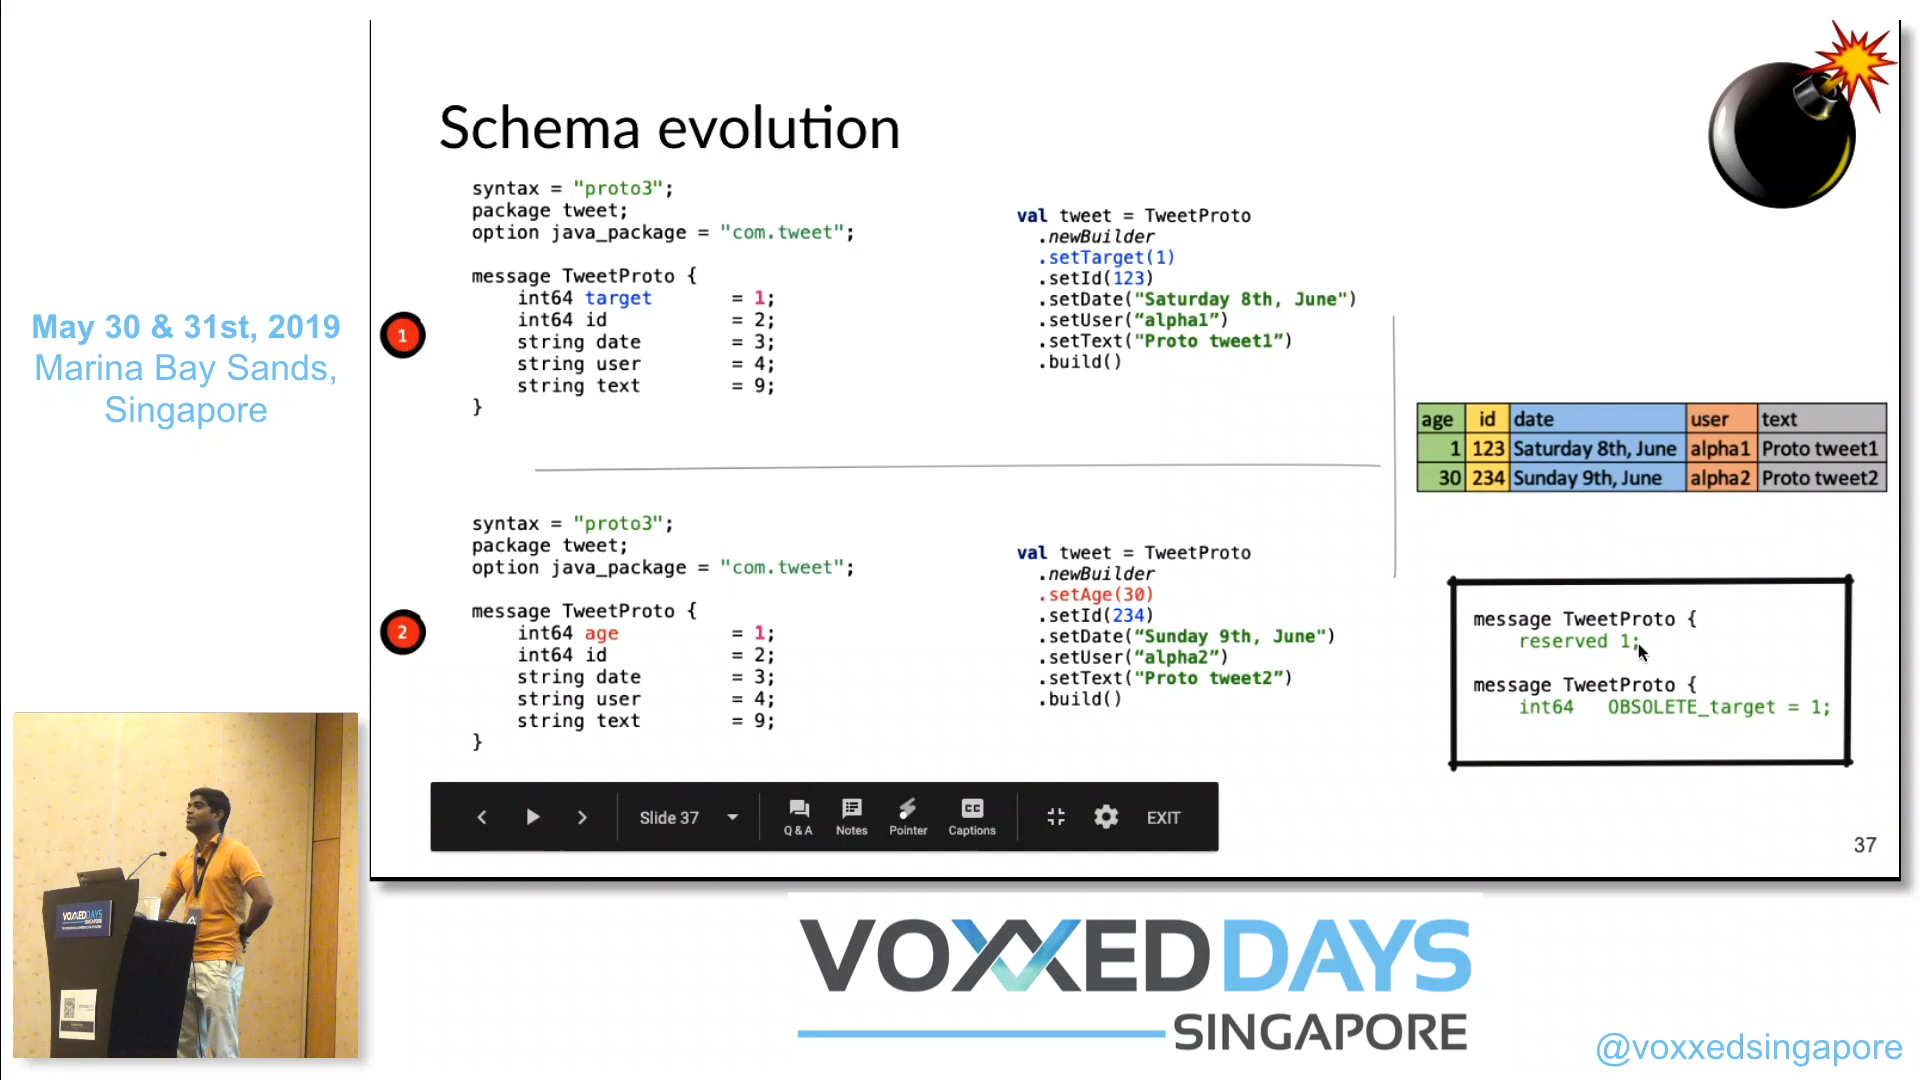 May 30 & 31st, 2019
Marina Bay Sands,
Singapore
Schema evolution
syntax = "proto3";
package tweet;
option java_package = "com.tweet";
message TweetProto {
int64 target = 1;
int64 id = 2;
string date = 3;
string user = 4;
string text = 9;
}
val tweet = TweetProto
.newBuilder
.setTarget(1)
.setId(123)
.setDate("Saturday 8th, June")
.setUser(“alpha1”)
.setText("Proto tweet1”)
.build()
1
syntax = "proto3";
package tweet;
option java_package = "com.tweet";
message TweetProto {
int64 age = 1;
int64 id = 2;
string date = 3;
string user = 4;
string text = 9;
}
val tweet = TweetProto
.newBuilder
.setAge(30)
.setId(234)
.setDate(“Sunday 9th, June")
.setUser(“alpha2”)
.setText("Proto tweet2”)
.build()
2
age id date user text
1 123 Saturday 8th, June alpha1 Proto tweet1
30 234 Sunday 9th, June alpha2 Proto tweet2
message TweetProto {
reserved 1;
message TweetProto {
int64 OBSOLETE_target = 1;
Slide 37
Q & A
Notes
Pointer
CC
Captions
EXIT
37
VOXXED DAYS
SINGAPORE
VOXXEDDAYS
SINGAPORE
@voxxedsingapore